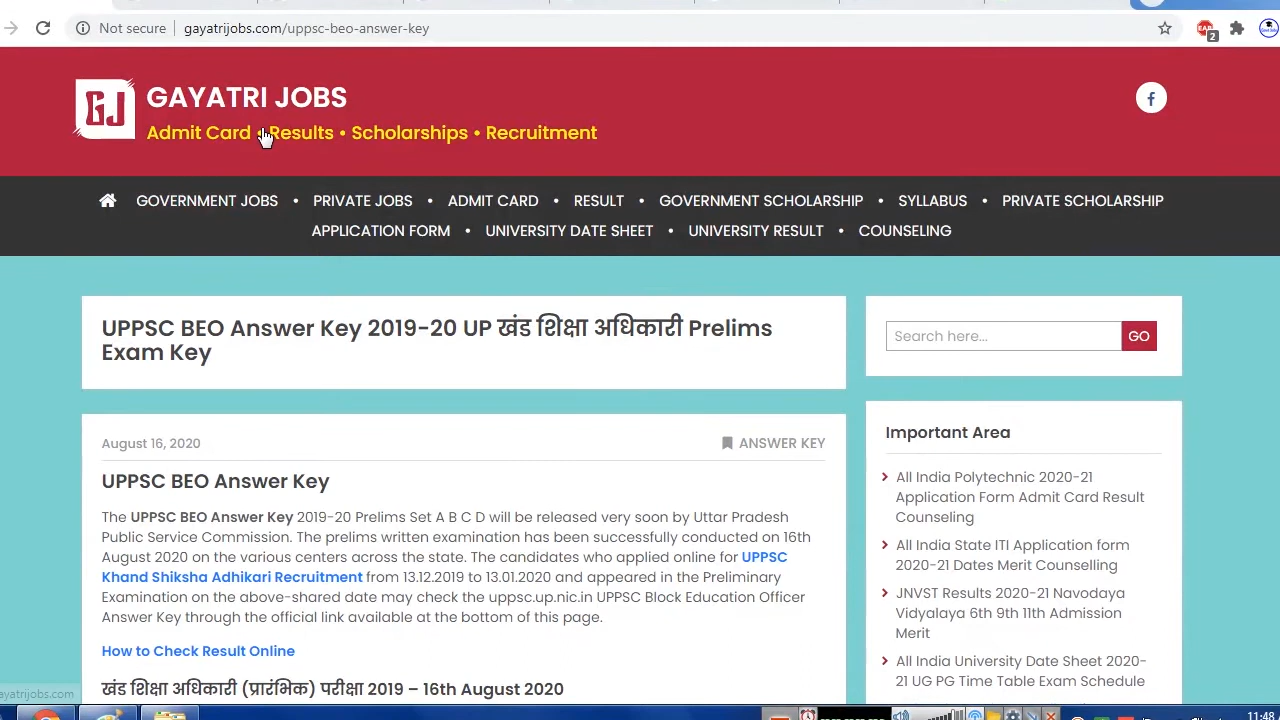 Not secure gayatrijobs.com/uppsc-beo-answer-key
2
GJ
GAYATRI JOBS
Admit Card • Results • Scholarships • Recruitment
GOVERNMENT JOBS • PRIVATE JOBS • ADMIT CARD • RESULT • GOVERNMENT SCHOLARSHIP • SYLLABUS • PRIVATE SCHOLARSHIP
APPLICATION FORM • UNIVERSITY DATE SHEET • UNIVERSITY RESULT • COUNSELING
UPPSC BEO Answer Key 2019-20 UP खंड शिक्षा अधिकारी Prelims
Exam Key
August 16, 2020
ANSWER KEY
UPPSC BEO Answer Key
The UPPSC BEO Answer Key 2019-20 Prelims Set A B C D will be released very soon by Uttar Pradesh
Public Service Commission. The prelims written examination has been successfully conducted on 16th
August 2020 on the various centers across the state. The candidates who applied online for UPPSC
Khand Shiksha Adhikari Recruitment from 13.12.2019 to 13.01.2020 and appeared in the Preliminary
Examination on the above-shared date may check the uppsc.up.nic.in UPPSC Block Education Officer
Answer Key through the official link available at the bottom of this page.
How to Check Result Online
खंड शिक्षा अधिकारी (प्रारंभिक) परीक्षा 2019 – 16th August 2020
Search here...
GO
Important Area
All India Polytechnic 2020-21
Application Form Admit Card Result
Counseling
All India State ITI Application form
2020-21 Dates Merit Counselling
JNVST Results 2020-21 Navodaya
Vidyalaya 6th 9th 11th Admission
Merit
All India University Date Sheet 2020-
21 UG PG Time Table Exam Schedule
ayatrijobs.com
11:48